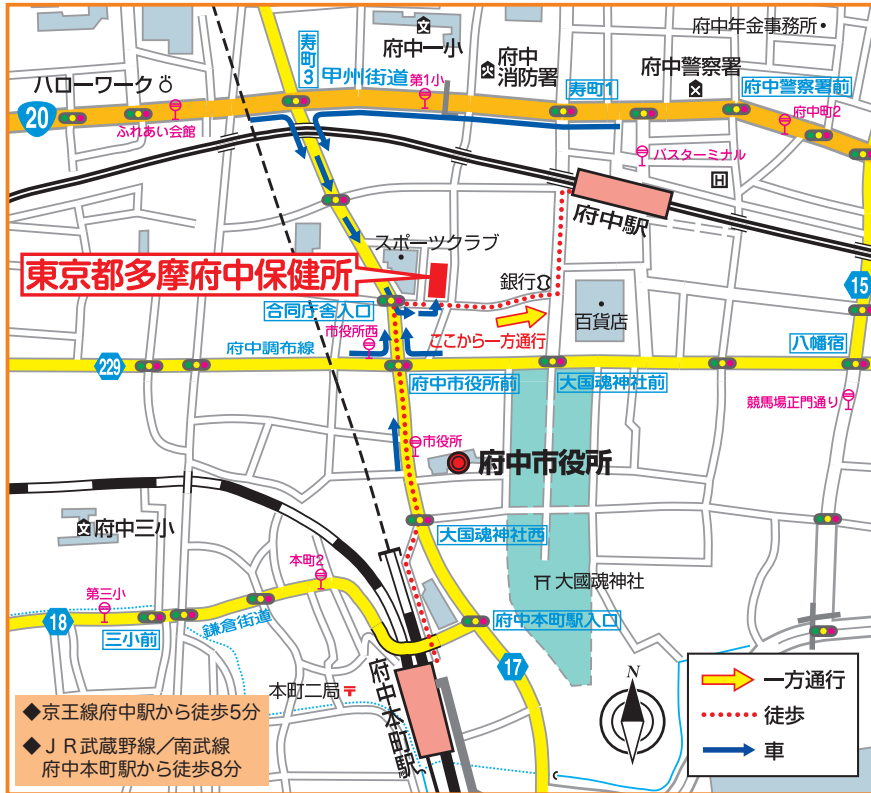 府中年金事務所
府中一小
寿町3
甲州街道
第1小
府中
消防署
寿町1
府中警察署
府中警察署前
ハローワーク
20
ふれあい会館
府中町2
バスターミナル
H
府中駅
スポーツクラブ
東京都多摩府中保健所
銀行
15
合同庁舎入口
百貨店
市役所西
ここから一方通行
府中調布線
八幡宿
229
府中市役所前
大国魂神社前
競馬場正門通り
市役所
府中市役所
府中三小
大国魂神社西
本町2
大國魂神社
第三小
18
鎌倉街道
三小前
府中本町駅入口
17
N
本町二局
府中本町駅
一方通行
徒歩
車
◆京王線府中駅から徒歩5分
◆JR武蔵野線/南武線
府中本町駅から徒歩8分